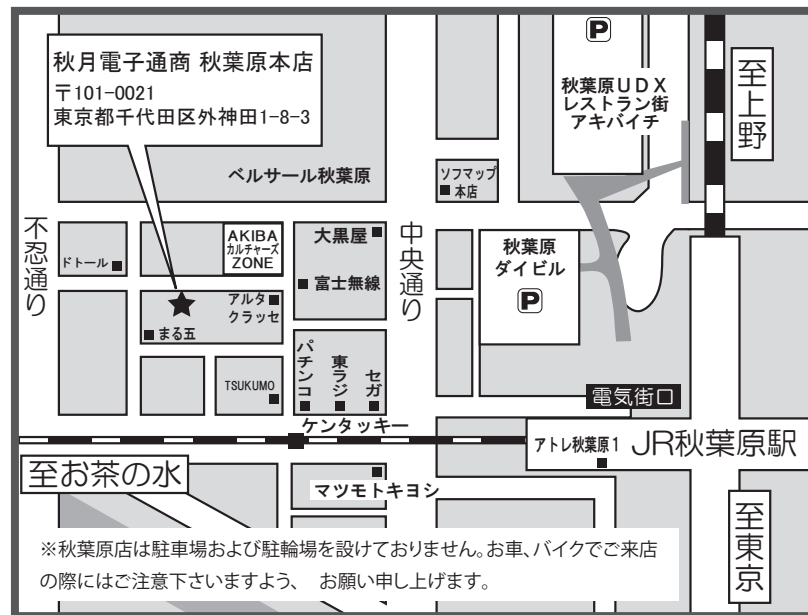 秋月電子通商 秋葉原本店
〒101-0021
東京都千代田区外神田1-8-3
P
秋葉原UDX
レストラン街
アキバイチ
至上野
ベルサール秋葉原
ソフマップ
本店
不忍通り
ドトール
AKIBA
カルチャーズ
ZONE
大黒屋
富士無線
中央通り
秋葉原
ダイビル
P
アルタ
クラッセ
まる五
TSUKUMO
パチンコ
東ラジ
セガ
電気街口
ケンタッキー
アトレ秋葉原1
JR秋葉原駅
至お茶の水
マツモトキヨシ
至東京
※秋葉原店は駐車場および駐輪場を設けておりません。お車、バイクでご来店
の際にはご注意下さいますよう、 お願い申し上げます。